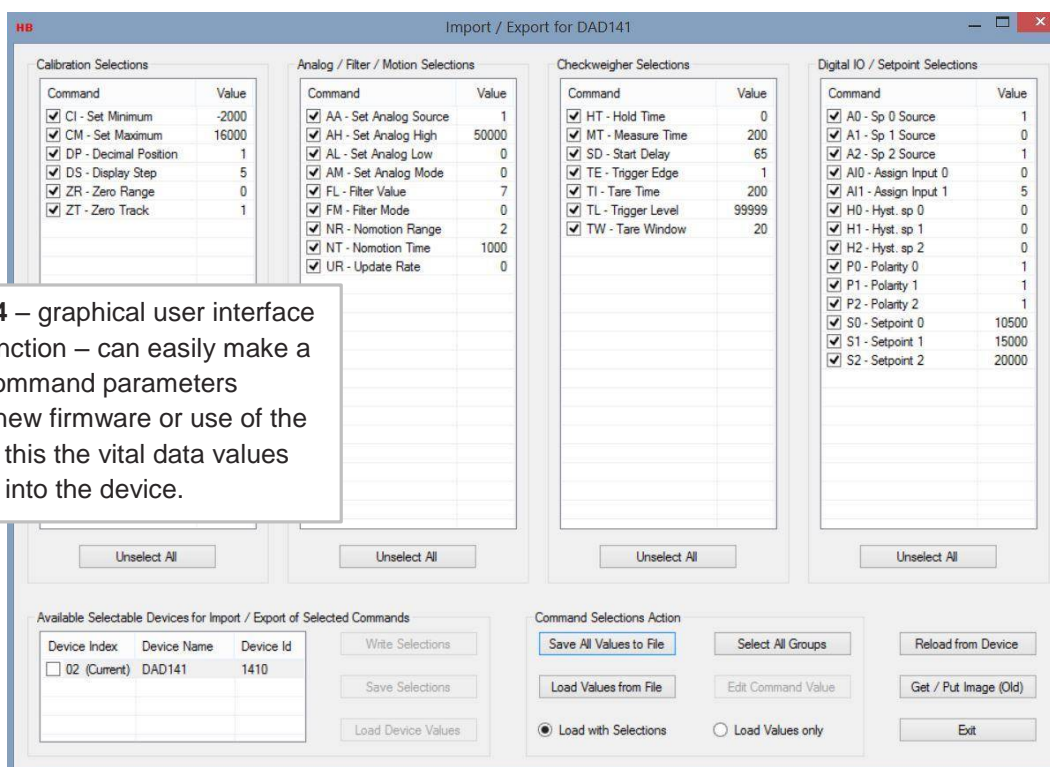 HB
Import / Export for DAD141
Calibration Selections
Command Value
CI - Set Minimum -2000
CM - Set Maximum 16000
DP - Decimal Position 1
DS - Display Step 5
ZR - Zero Range 0
ZT - Zero Track 1
Analog / Filter / Motion Selections
Command Value
AA - Set Analog Source 1
AH - Set Analog High 50000
AL - Set Analog Low 0
AM - Set Analog Mode 0
FL - Filter Value 7
FM - Filter Mode 0
NR - Nomotion Range 2
NT - Nomotion Time 1000
UR - Update Rate 0
Checkweigher Selections
Command Value
HT - Hold Time 0
MT - Measure Time 200
SD - Start Delay 65
TE - Trigger Edge 1
TI - Tare Time 200
TL - Trigger Level 99999
TW - Tare Window 20
Digital IO / Setpoint Selections
Command Value
A0 - Sp 0 Source 1
A1 - Sp 1 Source 0
A2 - Sp 2 Source 1
AI0 - Assign Input 0 0
AI1 - Assign Input 1 5
H0 - Hyst. sp 0 0
H1 - Hyst. sp 1 0
H2 - Hyst. sp 2 0
P0 - Polarity 0 1
P1 - Polarity 1 1
P2 - Polarity 2 1
S0 - Setpoint 0 10500
S1 - Setpoint 1 15000
S2 - Setpoint 2 20000
4 – graphical user interface
nction – can easily make a
ommand parameters
new firmware or use of the
this the vital data values
into the device.
Unselect All
Unselect All
Unselect All
Unselect All
Available Selectable Devices for Import / Export of Selected Commands
Device Index Device Name Device Id
02 (Current) DAD141 1410
Write Selections
Save Selections
Load Device Values
Command Selections Action
Save All Values to File
Select All Groups
Load Values from File
Edit Command Value
Load with Selections
Load Values only
Reload from Device
Get / Put Image (Old)
Exit